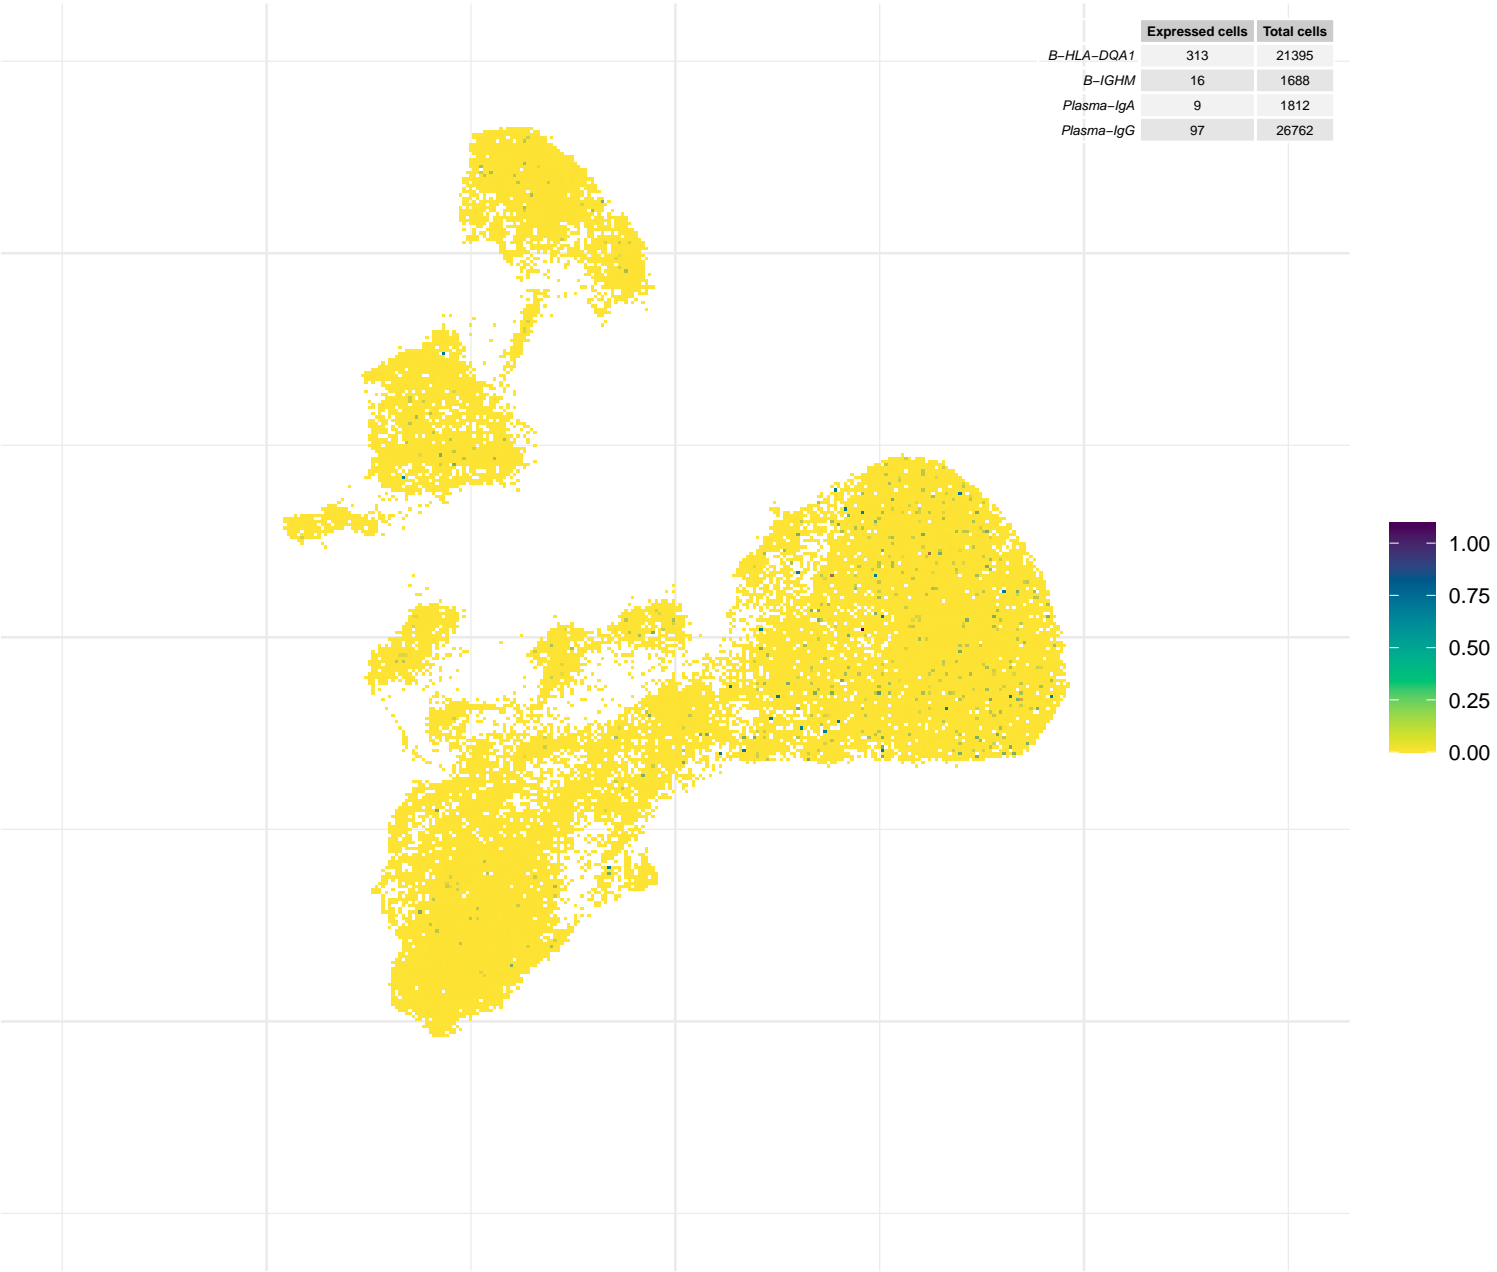 Expressed cells Total cells
B−HLA−DQA1 313 21395
B−IGHM 16 1688
Plasma−IgA 9 1812
Plasma−IgG 97 26762
1.00
0.75
0.50
0.25
0.00